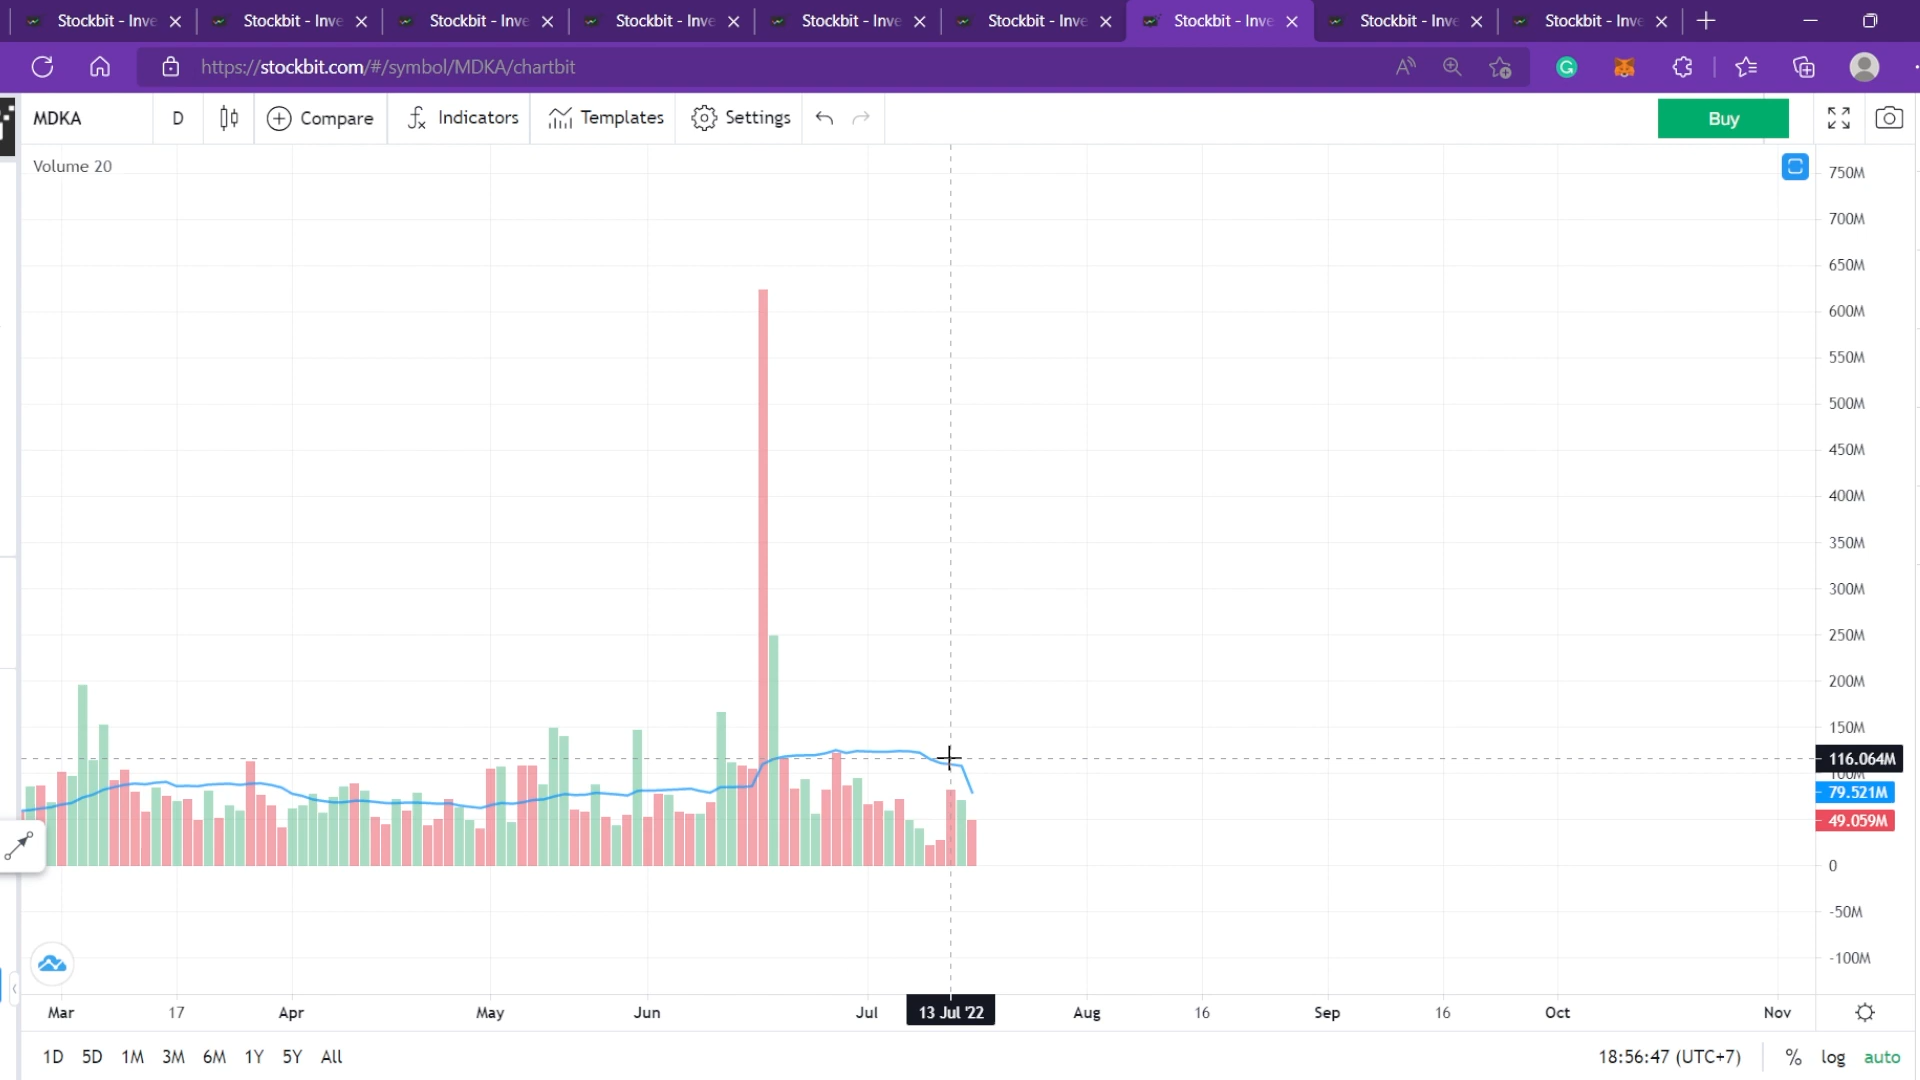 Stockbit - Inve Stockbit - Inve Stockbit - Inve Stockbit - Inve Stockbit - Inve Stockbit - Inve Stockbit - Inve Stockbit - Inve Stockbit - Inve
https://stockbit.com/#/symbol/MDKA/chartbit
MDKA D Compare Indicators Templates Settings Buy
Volume 20
750M
700M
650M
600M
550M
500M
450M
400M
350M
300M
250M
200M
150M
116.064M
100M
79.521M
49.059M
0
-50M
-100M
Mar 17 Apr May Jun Jul 13 Jul '22 Aug 16 Sep 16 Oct Nov
1D 5D 1M 3M 6M 1Y 5Y All 18:56:47 (UTC+7) % log auto